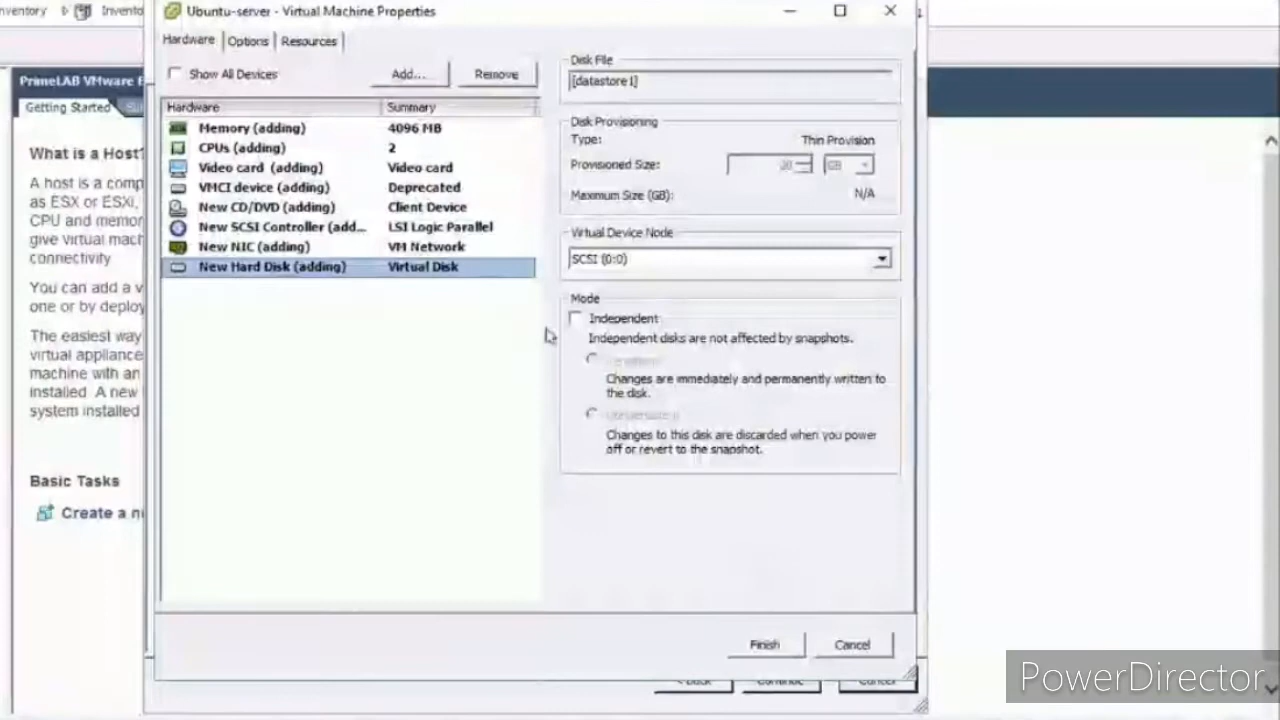 nventory
Invento
Ubuntu-server - Virtual Machine Properties
Hardware
Options
Resources
Show All Devices
Add...
Remove
Hardware
Summary
Memory (adding)
4096 MB
CPUs (adding)
2
Video card (adding)
Video card
VMCI device (adding)
Deprecated
New CD/DVD (adding)
Client Device
New SCSI Controller (add...
LSI Logic Parallel
New NIC (adding)
VM Network
New Hard Disk (adding)
Virtual Disk
Disk File
[datastore1]
Disk Provisioning
Type:
Thin Provision
Provisioned Size:
GB
Maximum Size (GB):
N/A
Virtual Device Node
SCSI (0:0)
Mode
Independent
Independent disks are not affected by snapshots.
Changes are immediately and permanently written to
the disk.
Changes to this disk are discarded when you power
off or revert to the snapshot.
Finish
Cancel
PrimeLAB VMware E
Getting Started
What is a Host?
A host is a comp
as ESX or ESXi,
CPU and memor
give virtual mach
connectivity
You can add a v
one or by deploy
The easiest way
virtual appliance
machine with an
installed. A new
system installed
Basic Tasks
Create a n
PowerDirector